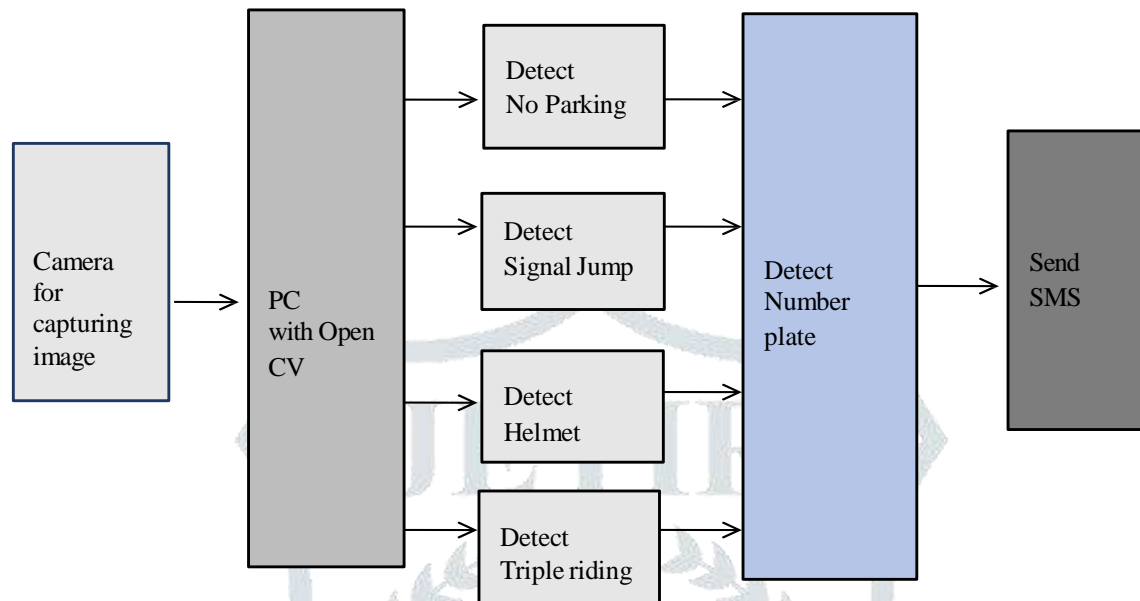 Camera
for
capturing
image
PC
with Open
CV
Detect
No Parking
Detect
Signal Jump
Detect
Helmet
Detect
Triple riding
Detect
Number
plate
Send
SMS